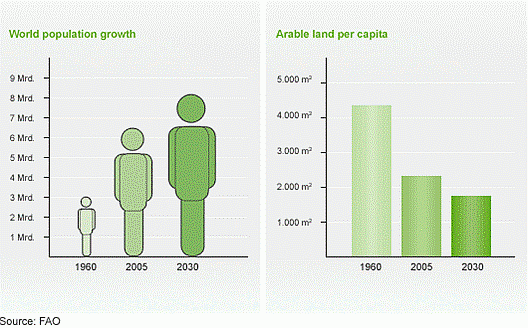 World population growth
9 Mrd.
8 Mrd.
7 Mrd.
6 Mrd.
5 Mrd.
4 Mrd.
3 Mrd.
2 Mrd.
1 Mrd.
1960 2005 2030
Arable land per capita
5.000 m²
4.000 m²
3.000 m²
2.000 m²
1.000 m²
1960 2005 2030
Source: FAO